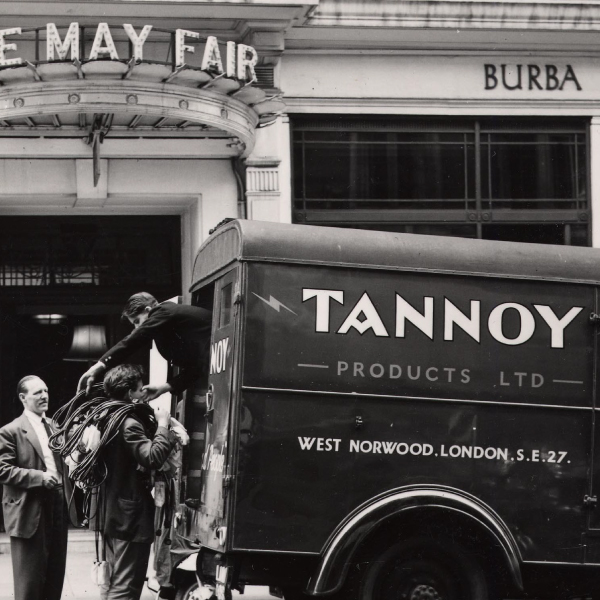 E MAY FAIR
BURBA
TANNOY
PRODUCTS LTD
WEST NORWOOD.LONDON.S.E.27.
NOY